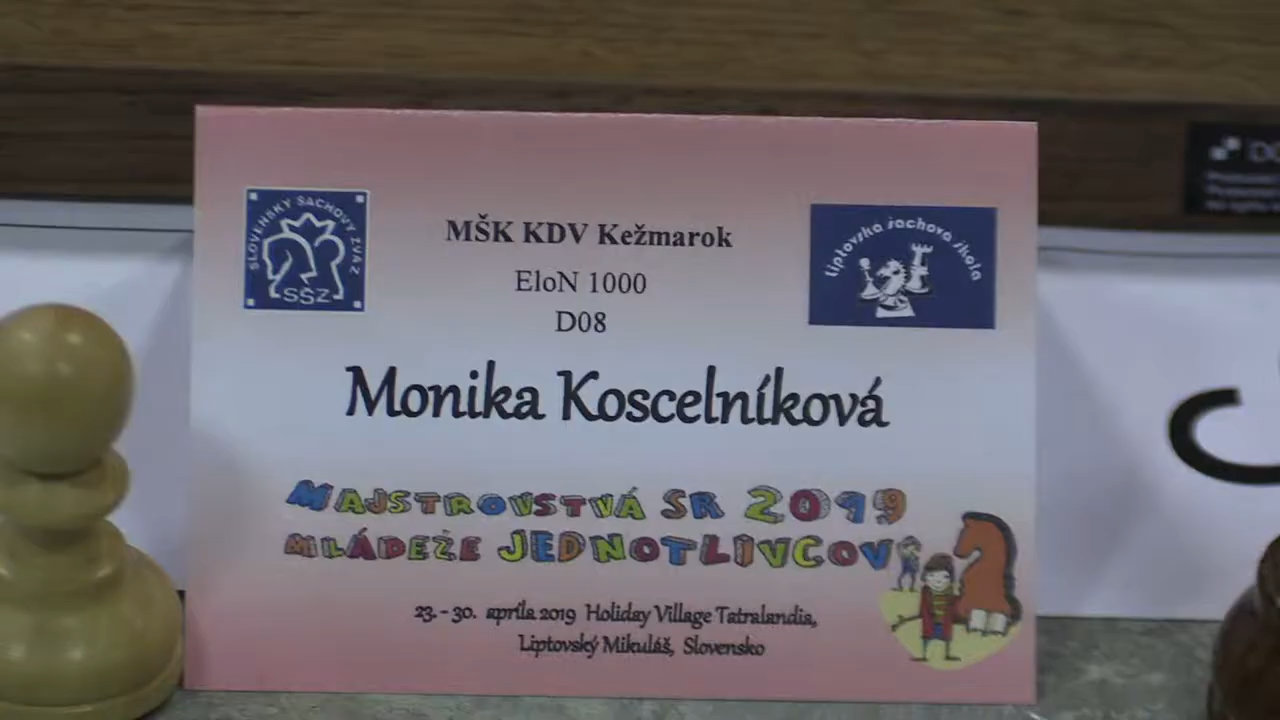 SLOVENSKÝ ŠACHOVÝ ZVÄZ
SŠZ
MŠK KDV Kežmarok
EloN 1000
D08
Liptovská šachová škola
Monika Koscelníková
MAJSTROVSTVÁ SR 2019
MLÁDEŽE JEDNOTLIVCOV
23. - 30. apríla 2019 Holiday Village Tatralandia,
Liptovský Mikuláš, Slovensko